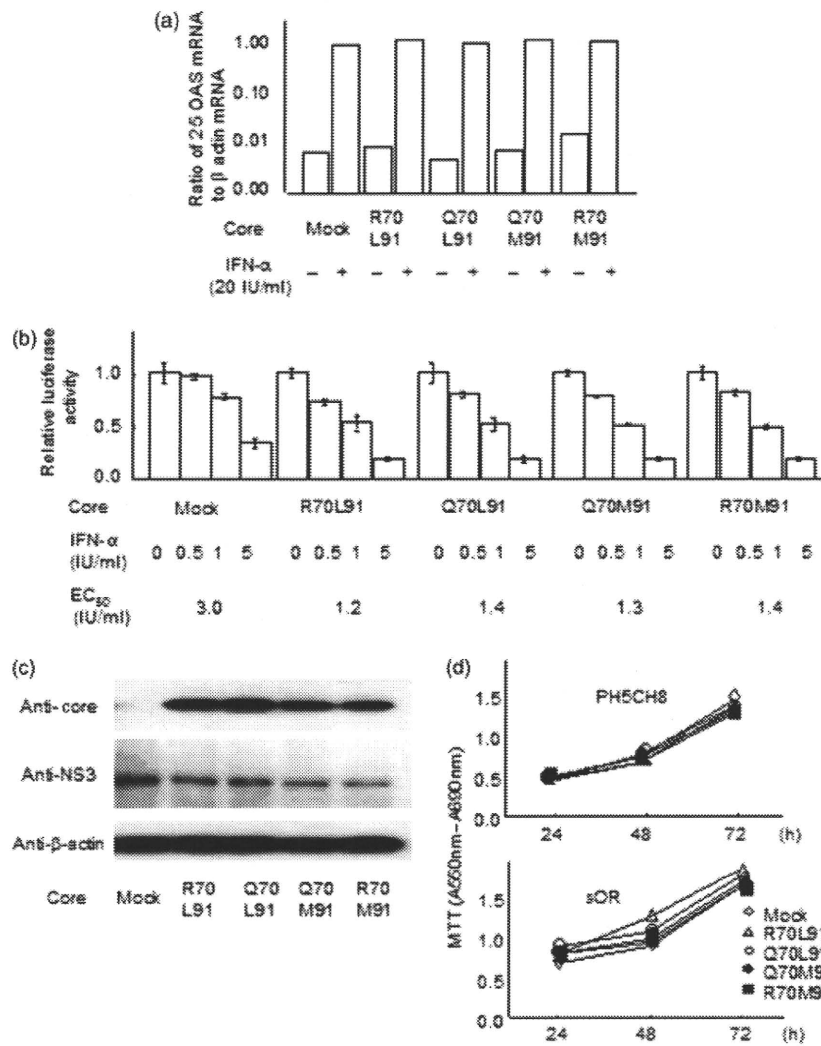 (a)
Ratio of 25 OAS mRNA
to β actin mRNA
1.00
0.10
0.01
0.00
Core Mock R70 L91 Q70 L91 Q70 M91 R70 M91
IFN-α
(20 IU/ml)
– + – + – + – + – +
(b)
Relative luciferase
activity
1.0
0.5
0.0
Core Mock R70L91 Q70L91 Q70M91 R70M91
IFN-α
(IU/ml)
0 0.5 1 5 0 0.5 1 5 0 0.5 1 5 0 0.5 1 5 0 0.5 1 5
EC50
(IU/ml)
3.0 1.2 1.4 1.3 1.4
(c)
Anti-core
Anti-NS3
Anti-β-actin
Core Mock R70 L91 Q70 L91 Q70 M91 R70 M91
(d)
MTT (A550nm–A690nm)
PH5CH8
1.5
1.0
0.5
0.0
24 48 72 (h)
sOR
1.5
1.0
0.5
0.0
24 48 72 (h)
Mock
R70L91
Q70L91
Q70M9
R70M9